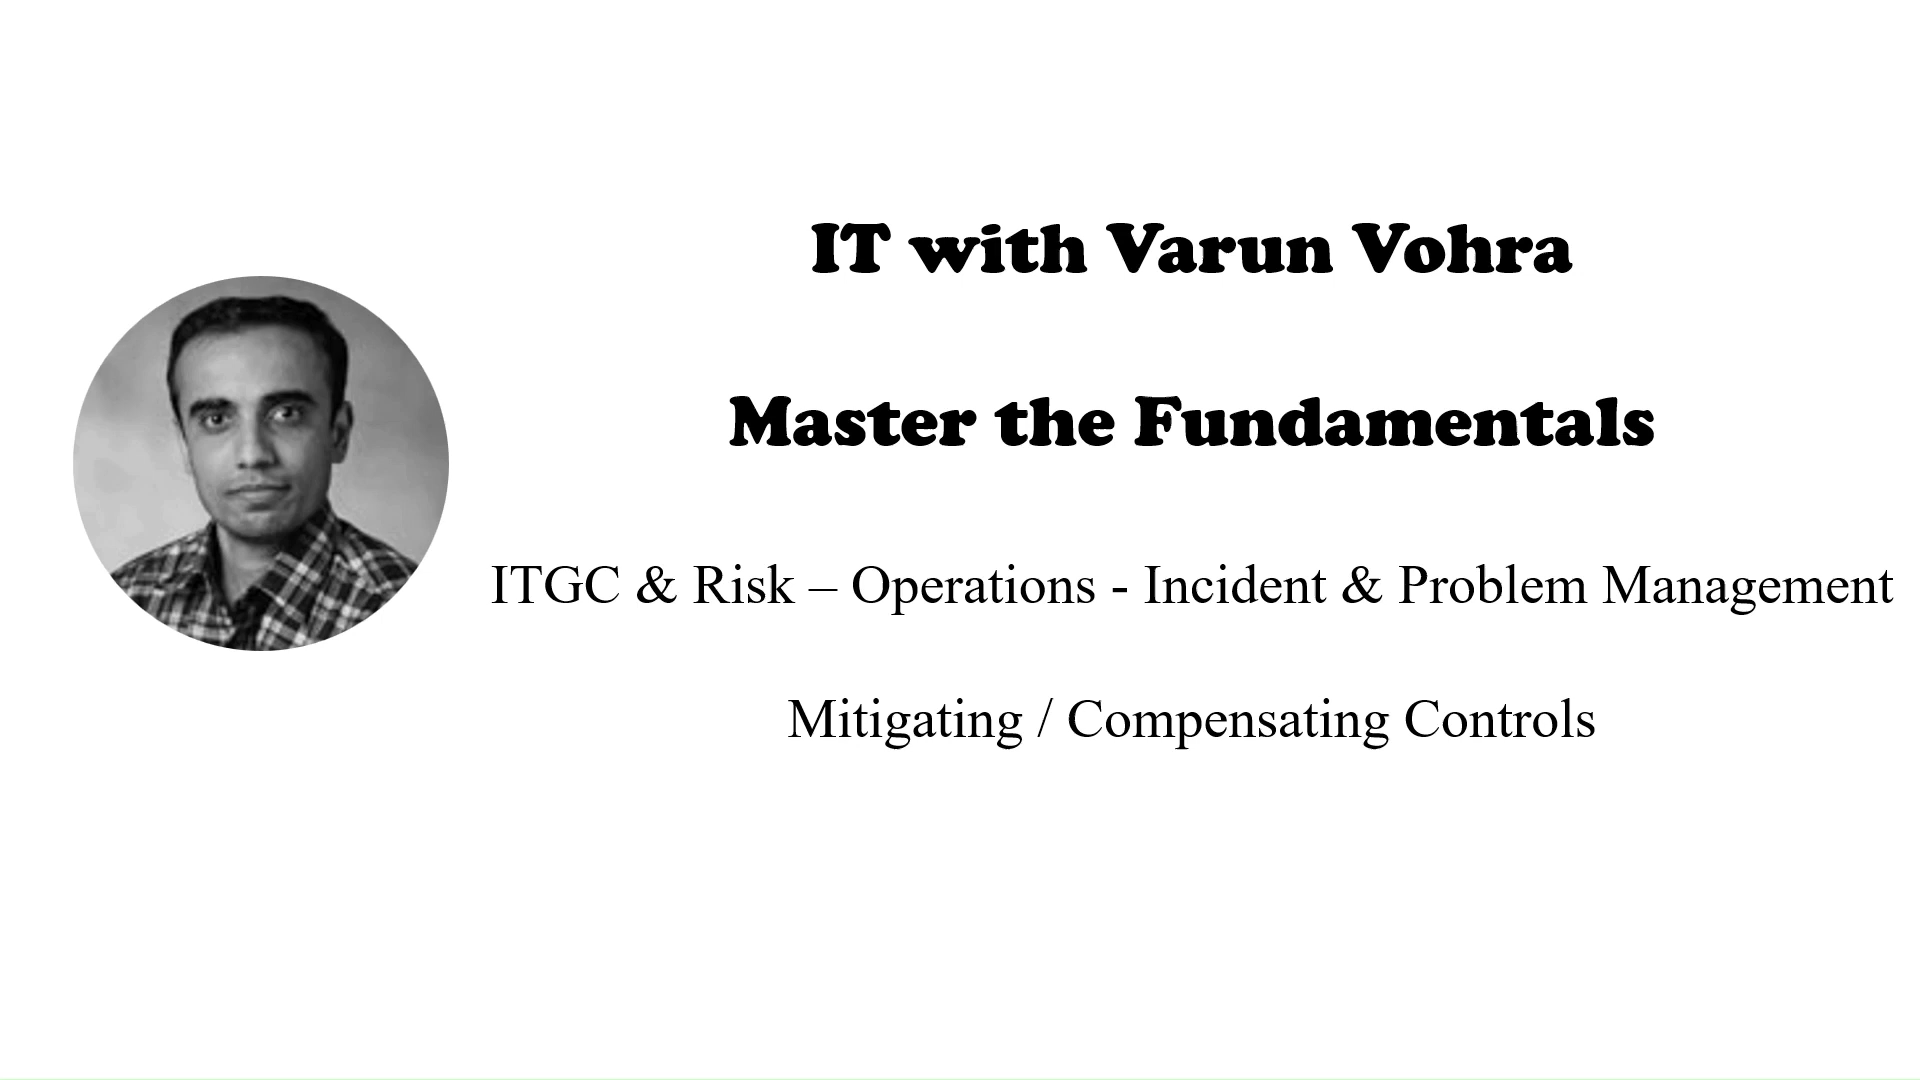 IT with Varun Vohra
Master the Fundamentals
ITGC & Risk – Operations - Incident & Problem Management
Mitigating / Compensating Controls